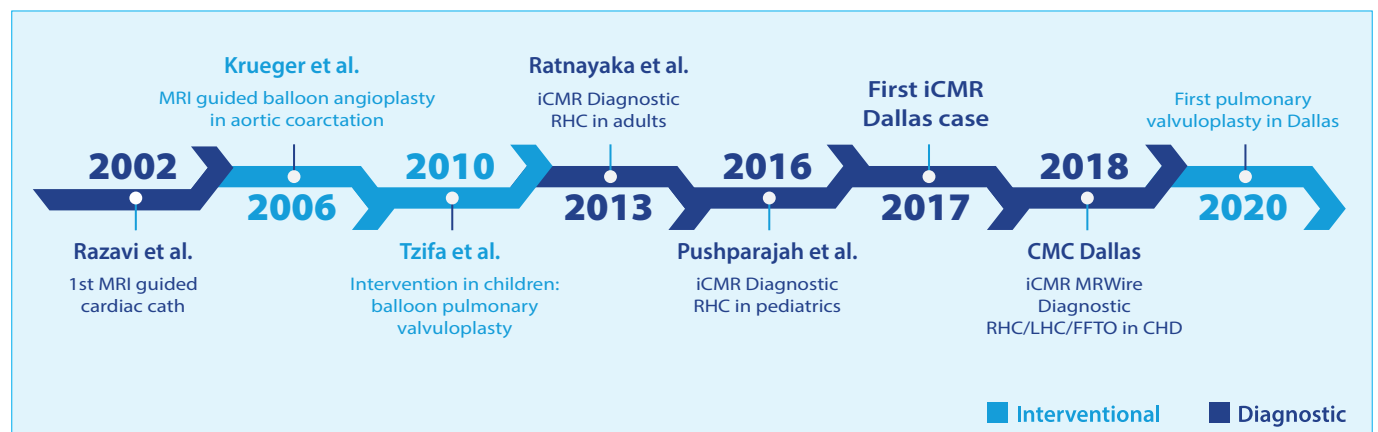 2002
Razavi et al.
1st MRI guided
cardiac cath
Krueger et al.
MRI guided balloon angioplasty
in aortic coarctation
2006
2010
Tzifa et al.
Intervention in children:
balloon pulmonary
valvuloplasty
Ratnayaka et al.
iCMR Diagnostic
RHC in adults
2013
2016
Pushparajah et al.
iCMR Diagnostic
RHC in pediatrics
First iCMR
Dallas case
2017
2018
CMC Dallas
iCMR MRWire
Diagnostic
RHC/LHC/FFTO in CHD
First pulmonary
valvuloplasty in Dallas
2020
Interventional
Diagnostic